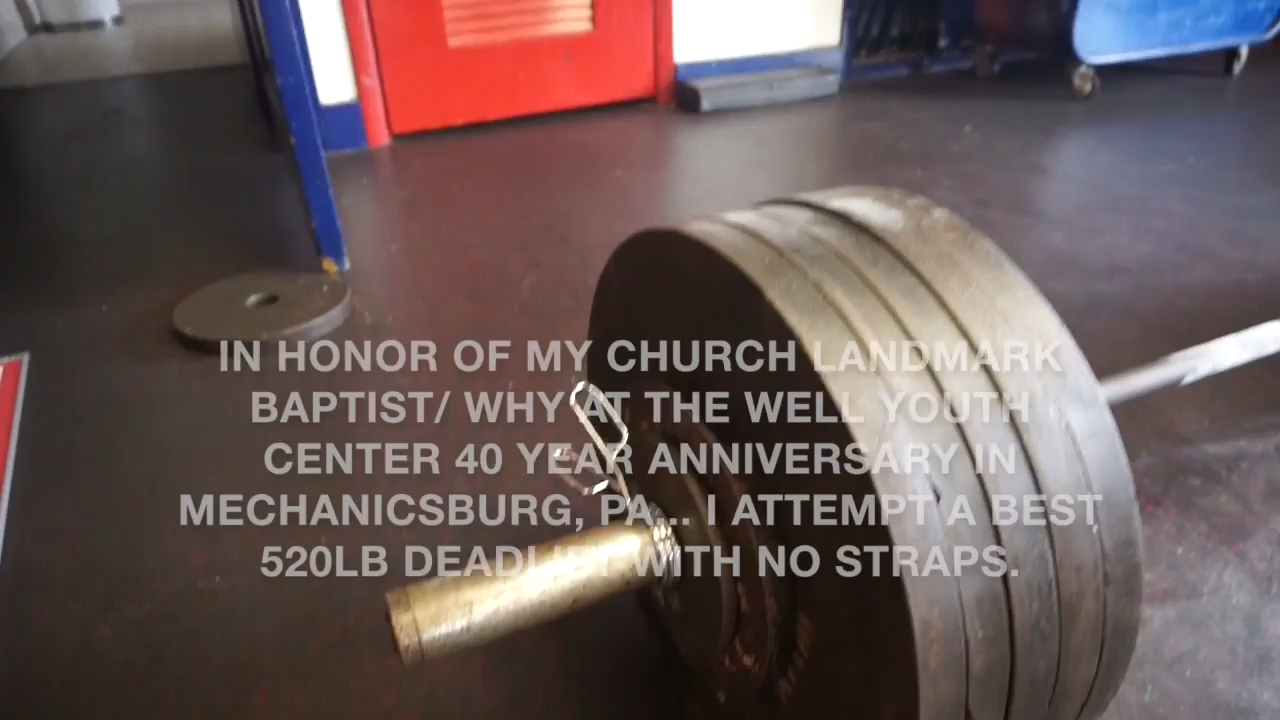 IN HONOR OF MY CHURCH LANDMARK
BAPTIST/ WHY AT THE WELL YOUTH
CENTER 40 YEAR ANNIVERSARY IN
MECHANICSBURG, PA... I ATTEMPT A BEST
520LB DEADLIFT WITH NO STRAPS.